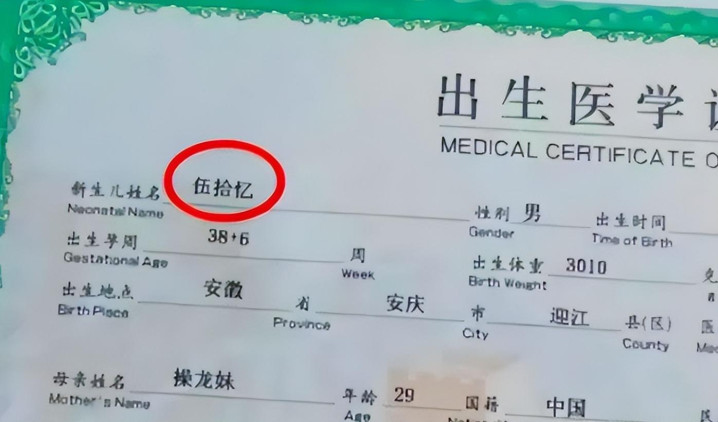 出生医学
MEDICAL CERTIFICATE O
新生儿姓名 伍拾忆 性别 男 出生时间
Neonatal Name Gender Time of Birth
出生孕周 38+6 周 出生体重 3010
Gestational Age Week Birth Weight
出生地点 安徽 省 安庆 市 迎江 县(区) 医
Birth Place Province City County Me
母亲姓名 操龙妹 年龄 29 国籍 中国 民
Mother's Name Age